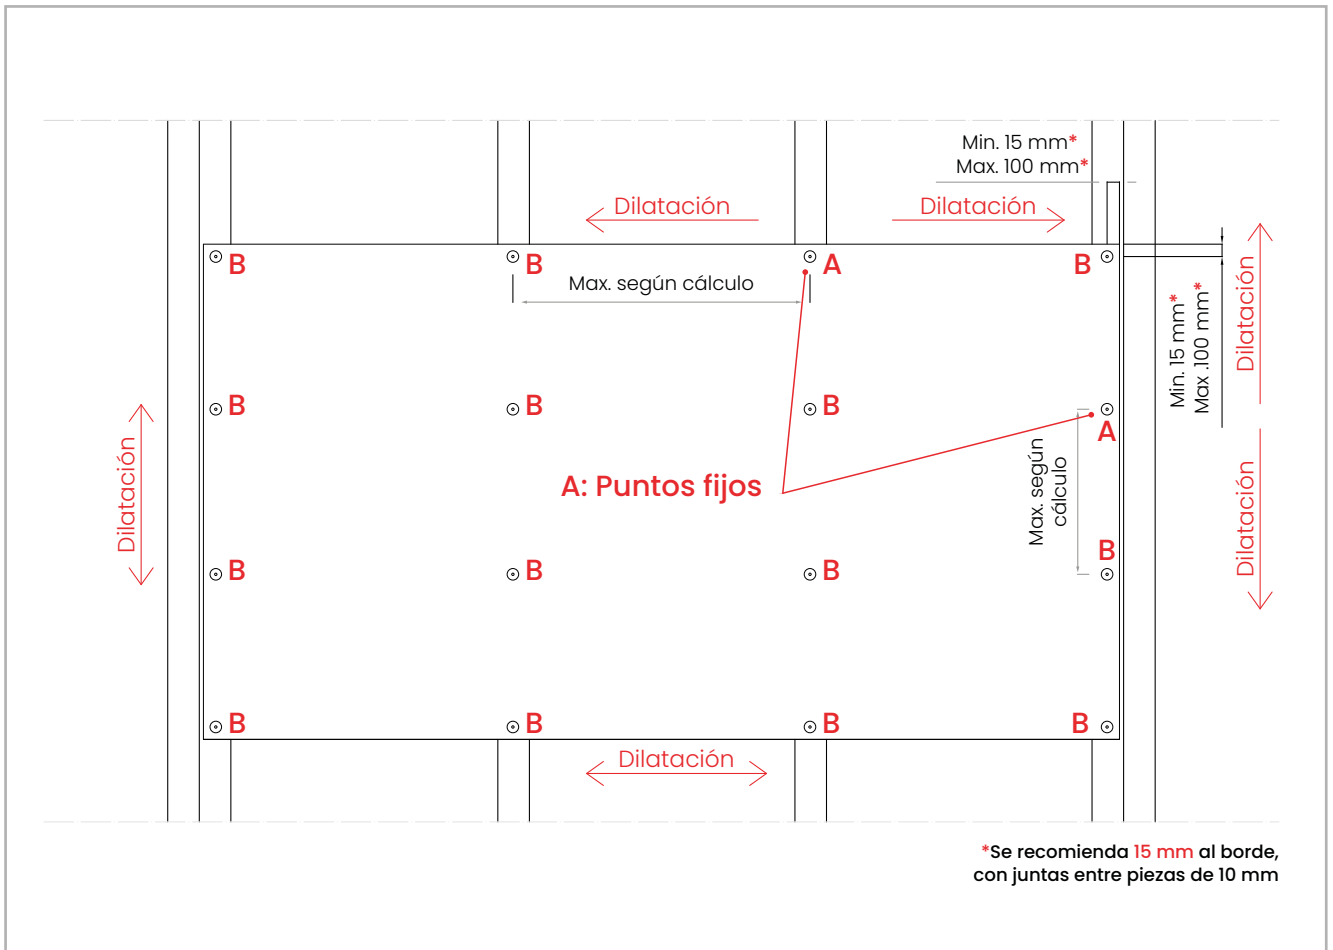 Min. 15 mm*
Max. 100 mm*
Dilatación
Dilatación
B
B
A
B
Max. según cálculo
Min. 15 mm*
Max .100 mm*
Dilatación
B
B
B
A
Dilatación
A: Puntos fijos
Max. según
cálculo
Dilatación
B
B
B
B
B
B
B
B
Dilatación
*Se recomienda 15 mm al borde,
con juntas entre piezas de 10 mm